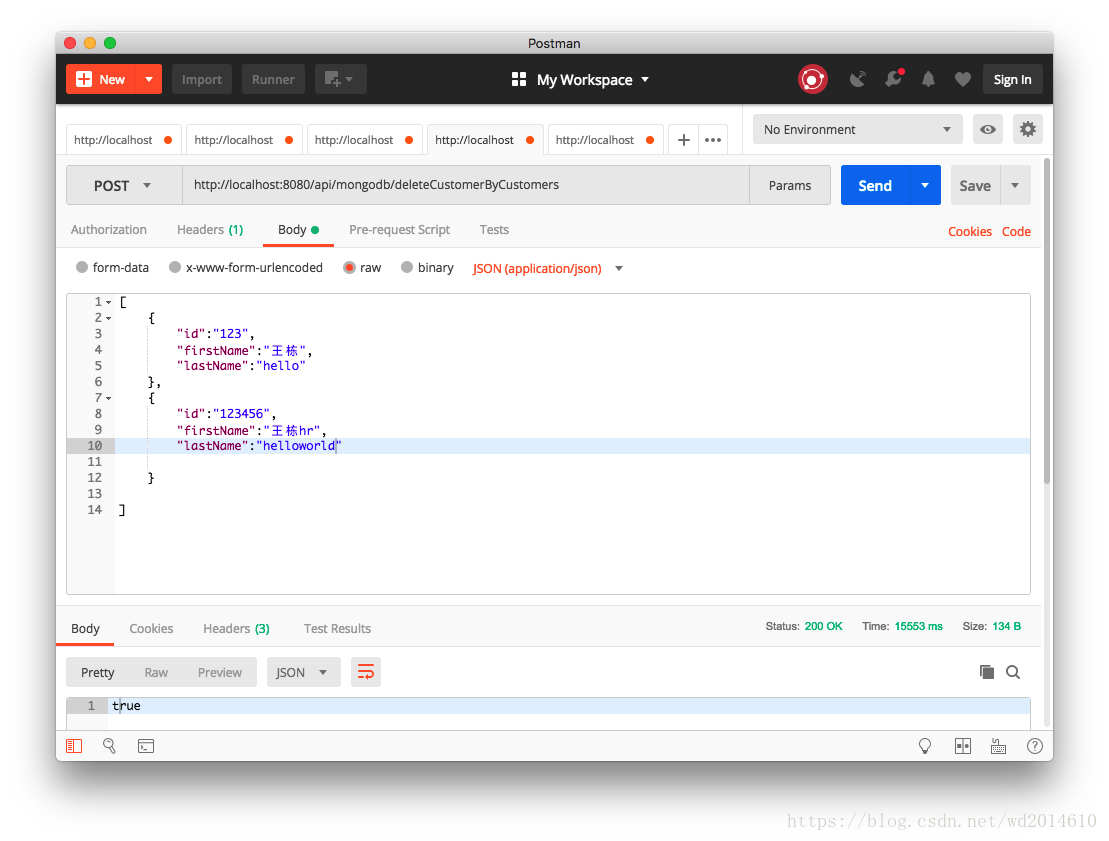 Postman
New Import Runner My Workspace Sign In
http://localhost http://localhost http://localhost http://localhost http://localhost No Environment
POST http://localhost:8080/api/mongodb/deleteCustomerByCustomers Params Send Save
Authorization Headers (1) Body Pre-request Script Tests Cookies Code
form-data x-www-form-urlencoded raw binary JSON (application/json)
1 [
2 {
3 "id":"123",
4 "firstName":"王栋",
5 "lastName":"hello"
6 },
7 {
8 "id":"123456",
9 "firstName":"王栋hr",
10 "lastName":"helloworld"
11
12 }
13
14 ]
Body Cookies Headers (3) Test Results Status: 200 OK Time: 15553 ms Size: 134 B
Pretty Raw Preview JSON
1 true
https://blog.csdn.net/wd2014610